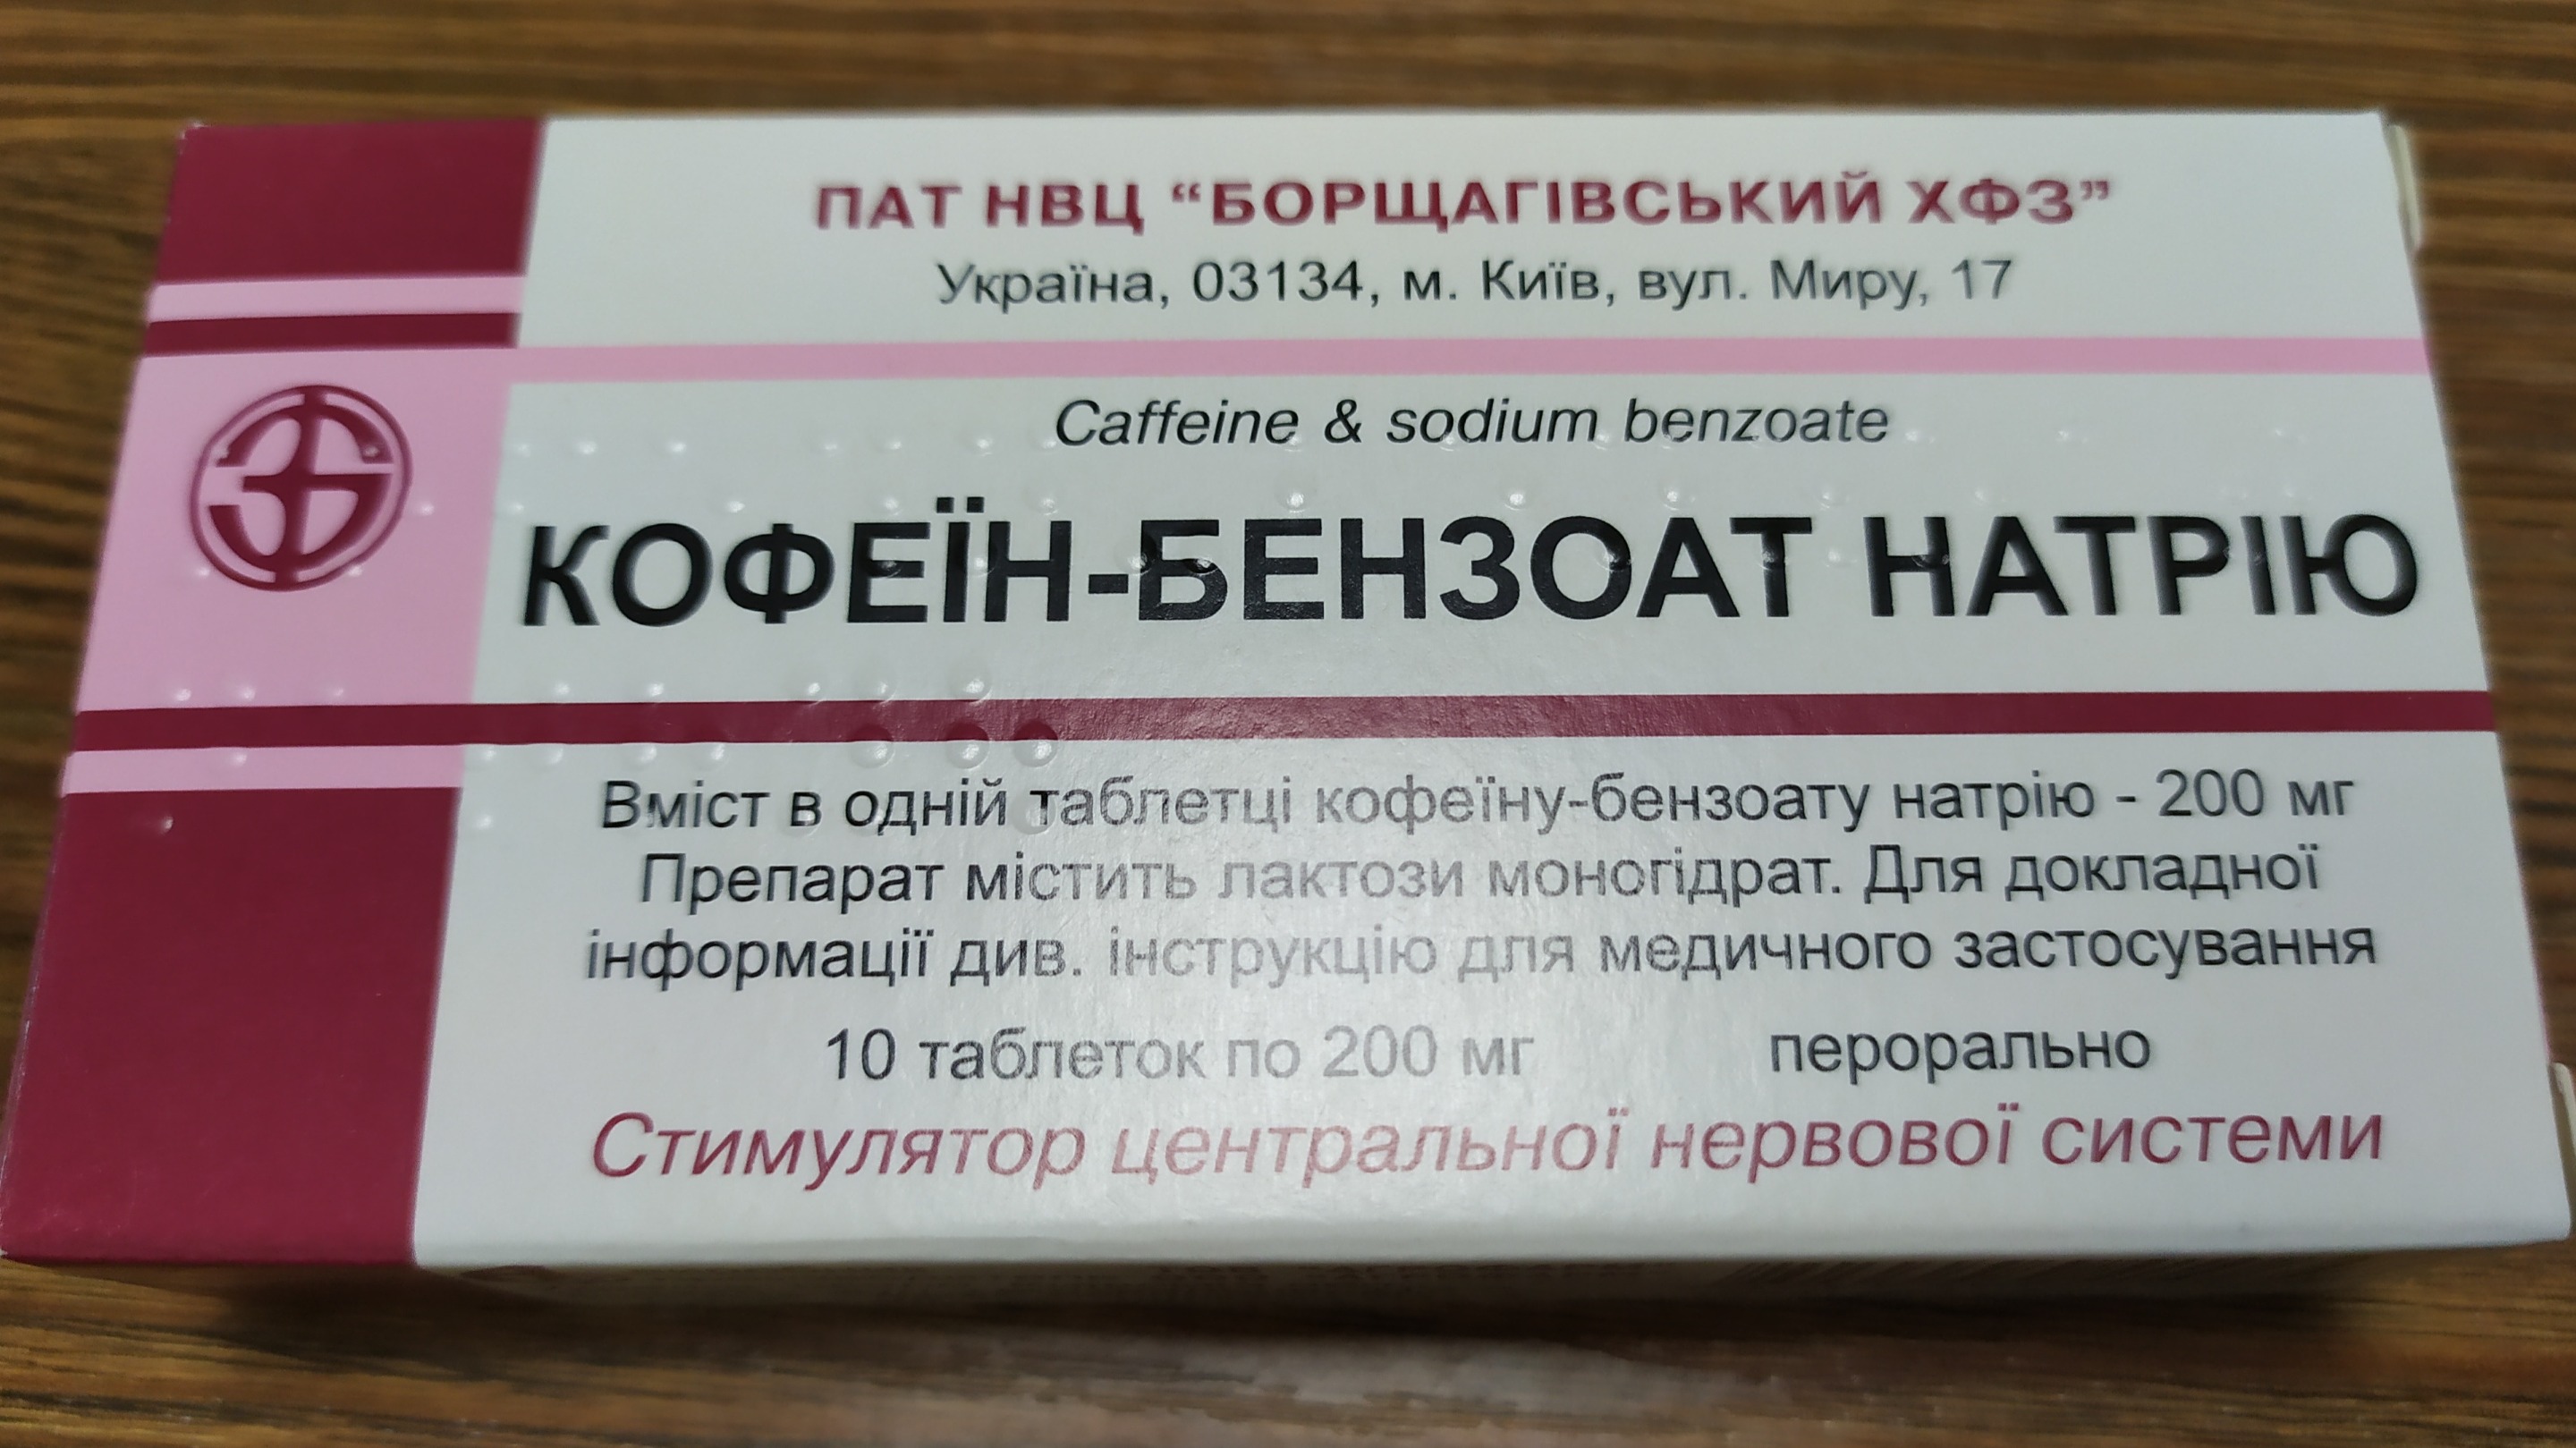 ПАТ НВЦ “БОРЩАГІВСЬКИЙ ХФЗ”
Україна, 03134, м. Київ, вул. Миру, 17
Caffeine & sodium benzoate
КОФЕЇН-БЕНЗОАТ НАТРІЮ
Вміст в одній таблетці кофеїну-бензоату натрію - 200 мг
Препарат містить лактози моногідрат. Для докладної
інформації див. інструкцію для медичного застосування
10 таблеток по 200 мг перорально
Стимулятор центральної нервової системи